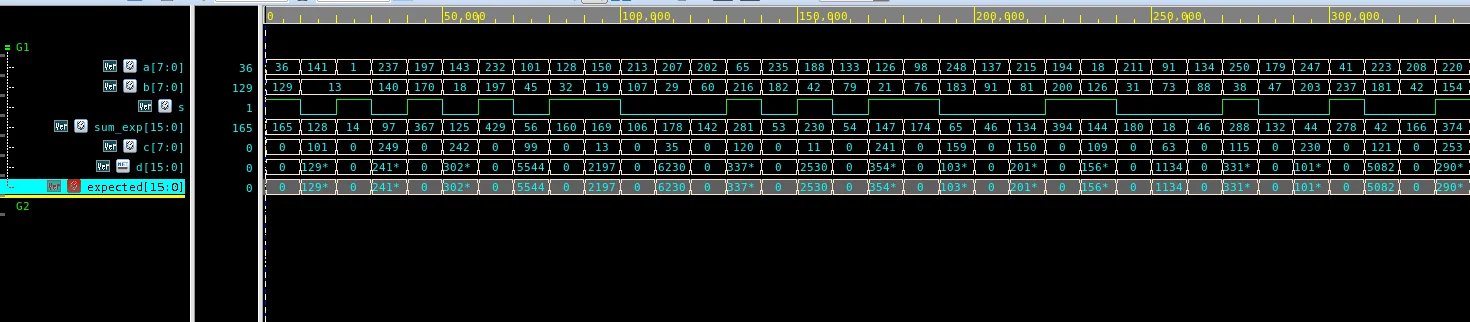 0 50,000 100,000 150,000 200,000 250,000 300,000
G1
a[7:0] 36 36 141 1 237 197 143 232 101 128 150 213 207 202 65 235 188 133 126 98 248 137 215 194 18 211 91 134 250 179 247 41 223 208 220
b[7:0] 129 129 13 140 170 18 197 45 32 19 107 29 60 216 182 42 79 21 76 183 91 81 200 126 31 73 88 38 47 203 237 181 42 154
s 1
sum_exp[15:0] 165 165 128 14 97 367 125 429 56 160 169 106 178 142 281 53 230 54 147 174 65 46 134 394 144 180 18 46 288 132 44 278 42 166 374
c[7:0] 0 0 101 0 249 0 242 0 99 0 13 0 35 0 120 0 11 0 241 0 159 0 150 0 109 0 63 0 115 0 230 0 121 0 253
d[15:0] 0 0 129* 0 241* 0 302* 0 5544 0 2197 0 6230 0 337* 0 2530 0 354* 0 103* 0 201* 0 156* 0 1134 0 331* 0 101* 0 5082 0 290*
expected[15:0] 0 0 129* 0 241* 0 302* 0 5544 0 2197 0 6230 0 337* 0 2530 0 354* 0 103* 0 201* 0 156* 0 1134 0 331* 0 101* 0 5082 0 290*
G2